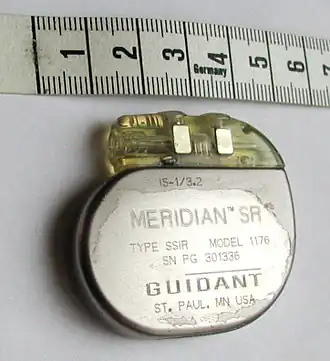 1 2 3 4 5 6 7
Germany
IS-1/3.2
MERIDIAN™ SR
TYPE SSIR MODEL 1176
SN PG 301336
GUIDANT
ST. PAUL, MN USA